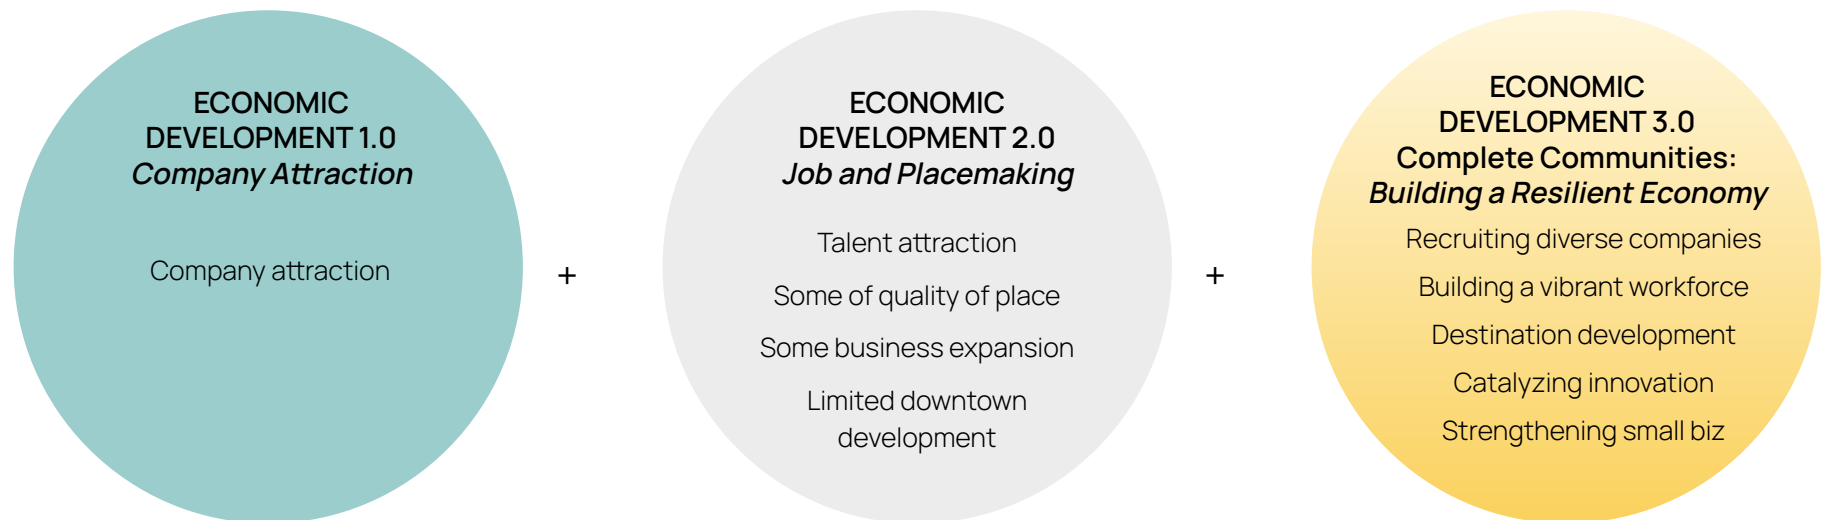 ECONOMIC
DEVELOPMENT 1.0
Company Attraction
Company attraction
+
ECONOMIC
DEVELOPMENT 2.0
Job and Placemaking
Talent attraction
Some of quality of place
Some business expansion
Limited downtown
development
+
ECONOMIC
DEVELOPMENT 3.0
Complete Communities:
Building a Resilient Economy
Recruiting diverse companies
Building a vibrant workforce
Destination development
Catalyzing innovation
Strengthening small biz